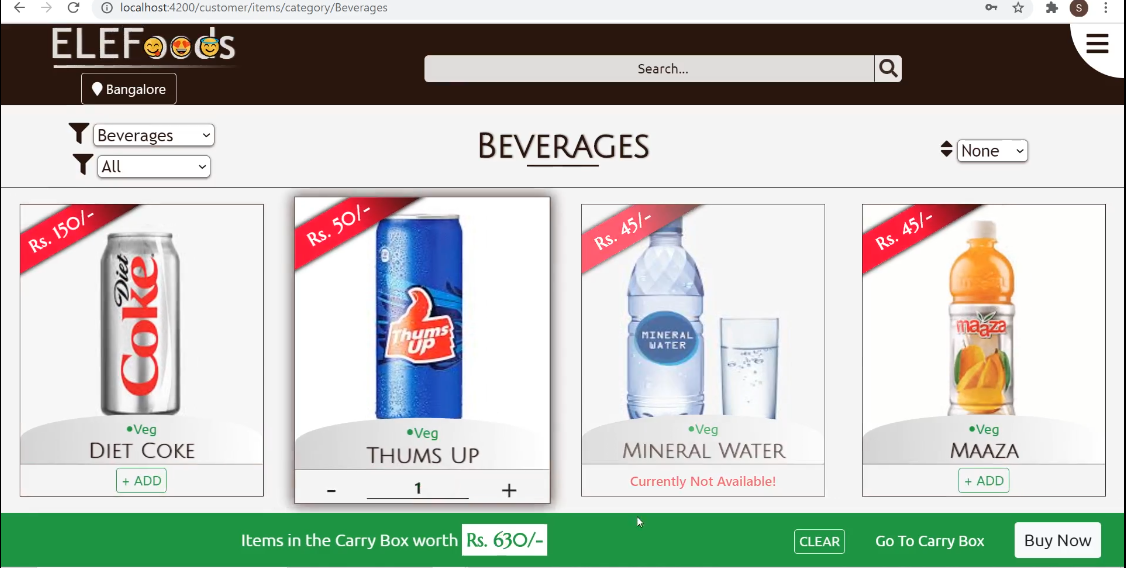 localhost:4200/customer/items/category/Beverages
S
ELEFoods
Bangalore
Search...
Beverages
All
BEVERAGES
None
Rs. 150/-
Diet
Coke
•Veg
DIET COKE
+ ADD
Rs. 50/-
Thums
UP
•Veg
THUMS UP
- 1 +
Rs. 45/-
MINERAL
WATER
•Veg
MINERAL WATER
Currently Not Available!
Rs. 45/-
maaza
•Veg
MAAZA
+ ADD
Items in the Carry Box worth Rs. 630/-
CLEAR
Go To Carry Box
Buy Now